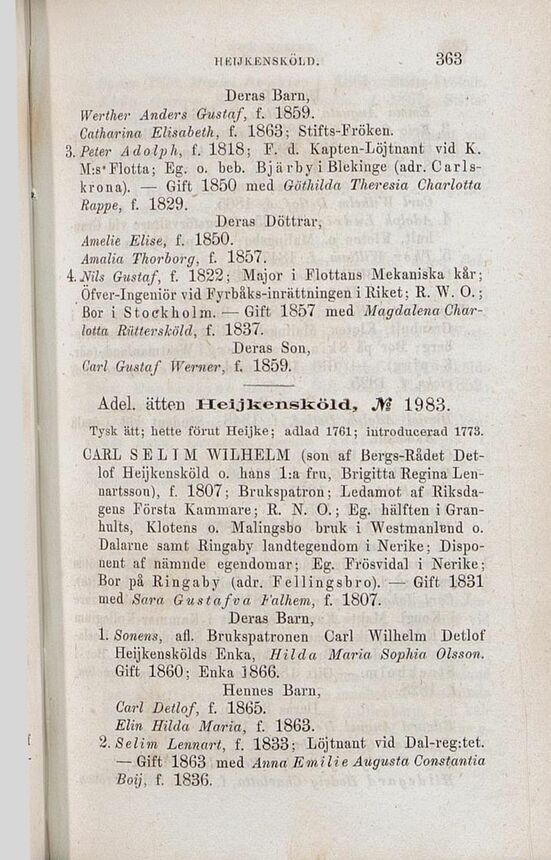 HEIJKENSKÖLD. 363
Deras Barn,
Werther Anders Gustaf, f. 1859.
Catharina Elisabeth, f. 1863; Stifts-Fröken.
3. Peter Adolph, f. 1818; F. d. Kapten-Löjtnant vid K.
M:s Flotta; Eg. o. beb. Bjärby i Blekinge (adr. Carls-
krona). — Gift 1850 med Göthilda Theresia Charlotta
Rappe, f. 1829.
Deras Döttrar,
Amelie Elise, f. 1850.
Amalia Thorborg, f. 1857.
4. Nils Gustaf, f. 1822; Major i Flottans Mekaniska kår;
Öfver-Ingeniör vid Fyrbåks-inrättningen i Riket; R. W. O.;
Bor i Stockholm. — Gift 1857 med Magdalena Char-
lotta Rüttersköld, f. 1837.
Deras Son,
Carl Gustaf Werner, f. 1859.
Adel. ätten Heijkensköld, № 1983.
Tysk ätt; hette förut Heijke; adlad 1761; introducerad 1773.
CARL SELIM WILHELM (son af Bergs-Rådet Det-
lof Heijkensköld o. hans 1:a fru, Brigitta Regina Len-
nartsson), f. 1807; Brukspatron; Ledamot af Riksda-
gens Första Kammare; R. N. O.; Eg. hälften i Gran-
hults, Klotens o. Malingsbo bruk i Westmanland o.
Dalarne samt Ringaby landtegendom i Nerike; Dispo-
nent af nämnde egendomar; Eg. Frösvidal i Nerike;
Bor på Ringaby (adr. Fellingsbro). — Gift 1831
med Sara Gustafva Falhem, f. 1807.
Deras Barn,
1. Sonens, afl. Brukspatronen Carl Wilhelm Detlof
Heijkenskölds Enka, Hilda Maria Sophia Olsson.
Gift 1860; Enka 1866.
Hennes Barn,
Carl Detlof, f. 1865.
Elin Hilda Maria, f. 1863.
2. Selim Lennart, f. 1833; Löjtnant vid Dal-reg:tet.
— Gift 1863 med Anna Emilie Augusta Constantia
Boij, f. 1836.